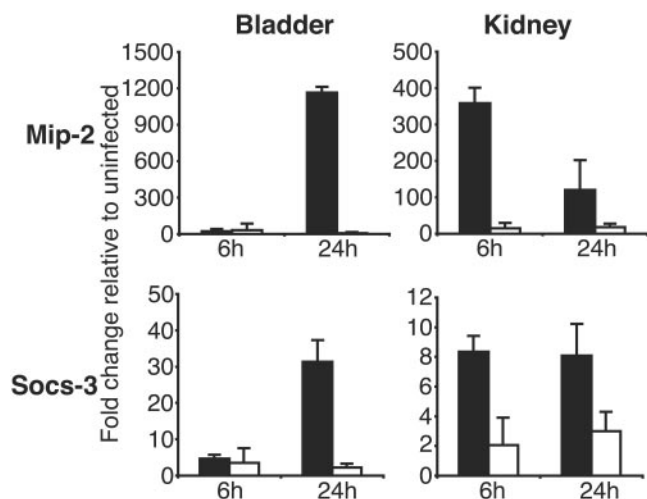 Bladder
Kidney
Mip-2
Fold change relative to uninfected
1500
1200
900
600
300
0
6h
24h
500
400
300
200
100
0
6h
24h
Socs-3
50
40
30
20
10
0
6h
24h
12
10
8
6
4
2
0
6h
24h